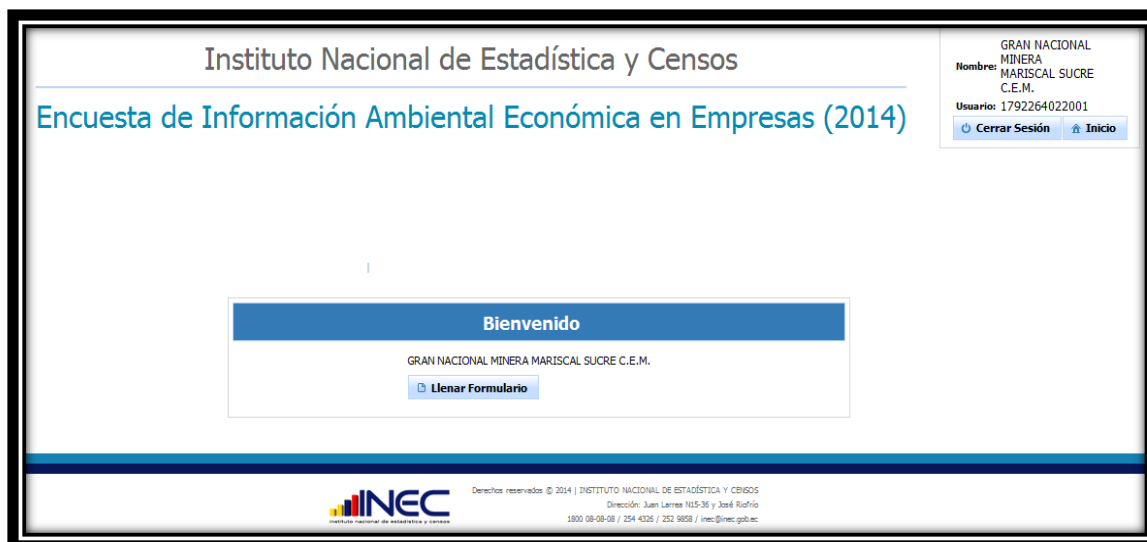 Instituto Nacional de Estadística y Censos
Encuesta de Información Ambiental Económica en Empresas (2014)
Nombre: GRAN NACIONAL
MINERA
MARISCAL SUCRE
C.E.M.
Usuario: 1792264022001
Cerrar Sesión Inicio
Bienvenido
GRAN NACIONAL MINERA MARISCAL SUCRE C.E.M.
Llenar Formulario
INEC
instituto nacional de estadística y censos
Derechos reservados © 2014 | INSTITUTO NACIONAL DE ESTADÍSTICA Y CENSOS
Dirección: Juan Larrea N15-36 y José Riofrío
1800 08-08-08 / 254 4326 / 252 9858 / inec@inec.gob.ec